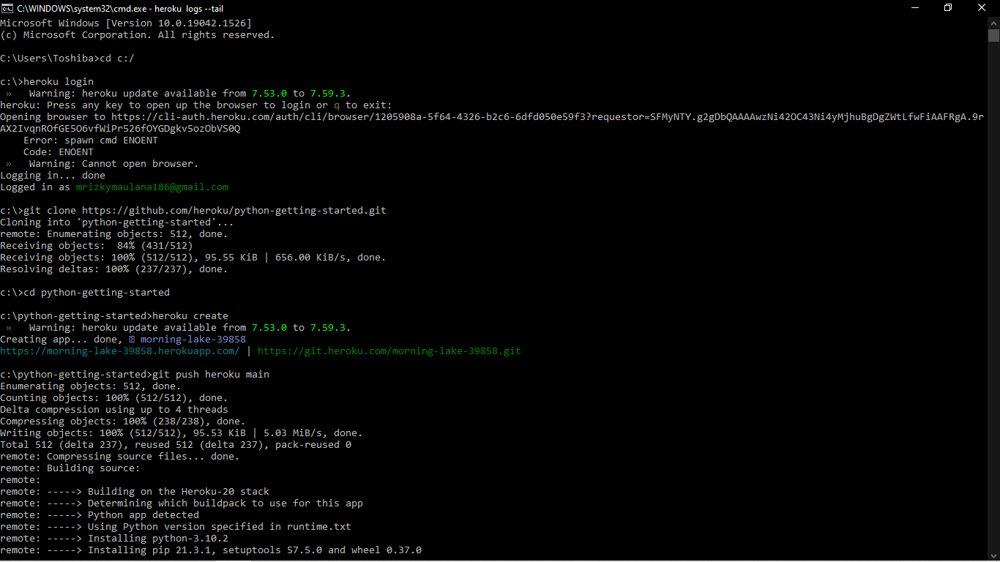 C:\WINDOWS\system32\cmd.exe - heroku  logs --tail
Microsoft Windows [Version 10.0.19042.1526]
(c) Microsoft Corporation. All rights reserved.
C:\Users\Toshiba>cd c:/
c:\>heroku login
 »   Warning: heroku update available from 7.53.0 to 7.59.3.
heroku: Press any key to open up the browser to login or q to exit:
Opening browser to https://cli-auth.heroku.com/auth/cli/browser/1205908a-5f64-4326-b2c6-6dfd050e59f3?requestor=SFMyNTY.g2gDbQAAAAwzNi42OC43Ni4yMjhuBgDgZWtLfwFiAAFRgA.9r
AX2IvqnROfGE5O6vfWiPr526fOYGDgkv5ozObVS0Q
    Error: spawn cmd ENOENT
    Code: ENOENT
 »   Warning: Cannot open browser.
Logging in... done
Logged in as mrizkymaulana186@gmail.com
c:\>git clone https://github.com/heroku/python-getting-started.git
Cloning into 'python-getting-started'...
remote: Enumerating objects: 512, done.
Receiving objects:  84% (431/512)
Receiving objects: 100% (512/512), 95.55 KiB | 656.00 KiB/s, done.
Resolving deltas: 100% (237/237), done.
c:\>cd python-getting-started
c:\python-getting-started>heroku create
 »   Warning: heroku update available from 7.53.0 to 7.59.3.
Creating app... done, morning-lake-39858
https://morning-lake-39858.herokuapp.com/ | https://git.heroku.com/morning-lake-39858.git
c:\python-getting-started>git push heroku main
Enumerating objects: 512, done.
Counting objects: 100% (512/512), done.
Delta compression using up to 4 threads
Compressing objects: 100% (238/238), done.
Writing objects: 100% (512/512), 95.53 KiB | 5.03 MiB/s, done.
Total 512 (delta 237), reused 512 (delta 237), pack-reused 0
remote: Compressing source files... done.
remote: Building source:
remote:
remote: -----> Building on the Heroku-20 stack
remote: -----> Determining which buildpack to use for this app
remote: -----> Python app detected
remote: -----> Using Python version specified in runtime.txt
remote: -----> Installing python-3.10.2
remote: -----> Installing pip 21.3.1, setuptools 57.5.0 and wheel 0.37.0